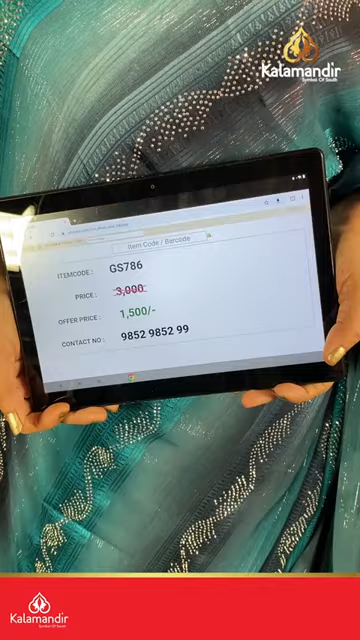 Kalamandir
Symbol Of South
Item Code / Barcode
ITEMCODE : GS786
PRICE : 3,000
OFFER PRICE : 1,500/-
CONTACT NO : 9852 9852 99
Kalamandir
Symbol Of South